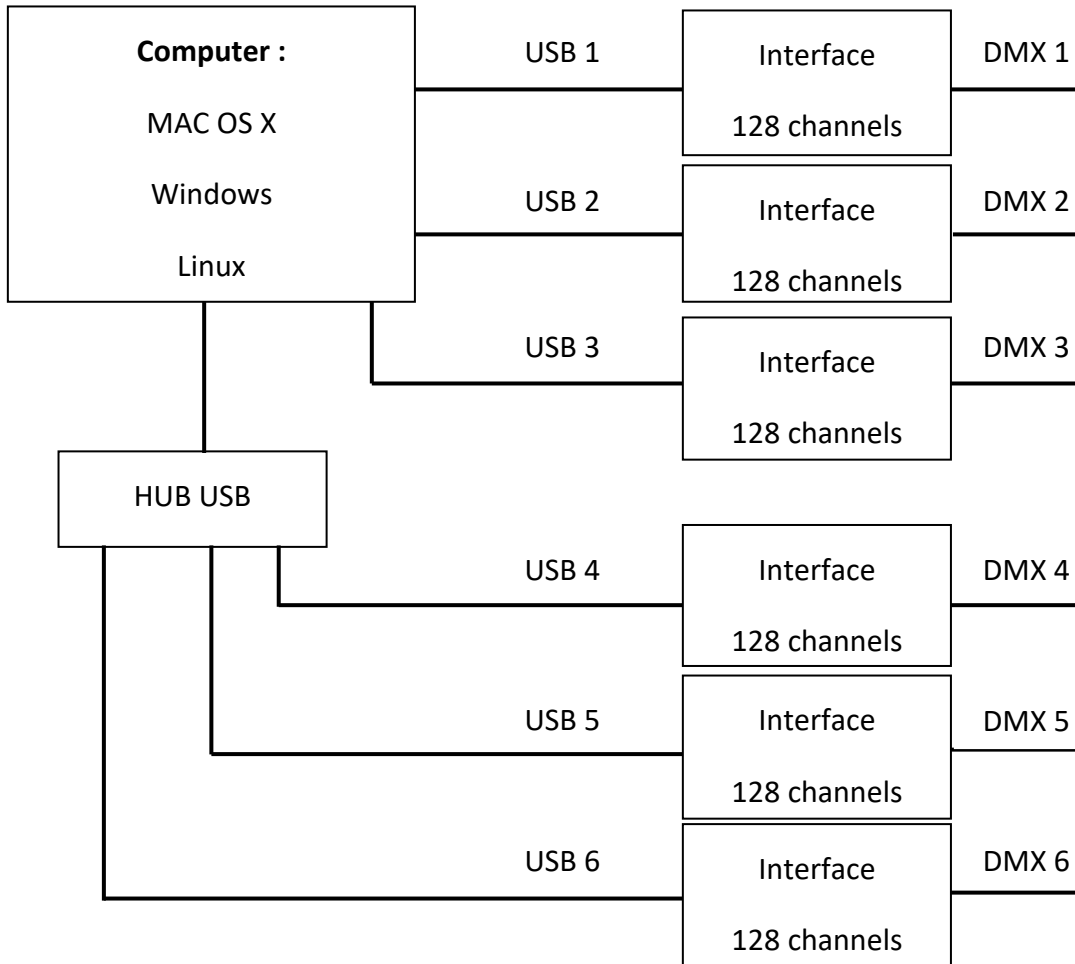 Computer :
MAC OS X
Windows
Linux
USB 1
Interface
128 channels
DMX 1
USB 2
Interface
128 channels
DMX 2
USB 3
Interface
128 channels
DMX 3
HUB USB
USB 4
Interface
128 channels
DMX 4
USB 5
Interface
128 channels
DMX 5
USB 6
Interface
128 channels
DMX 6